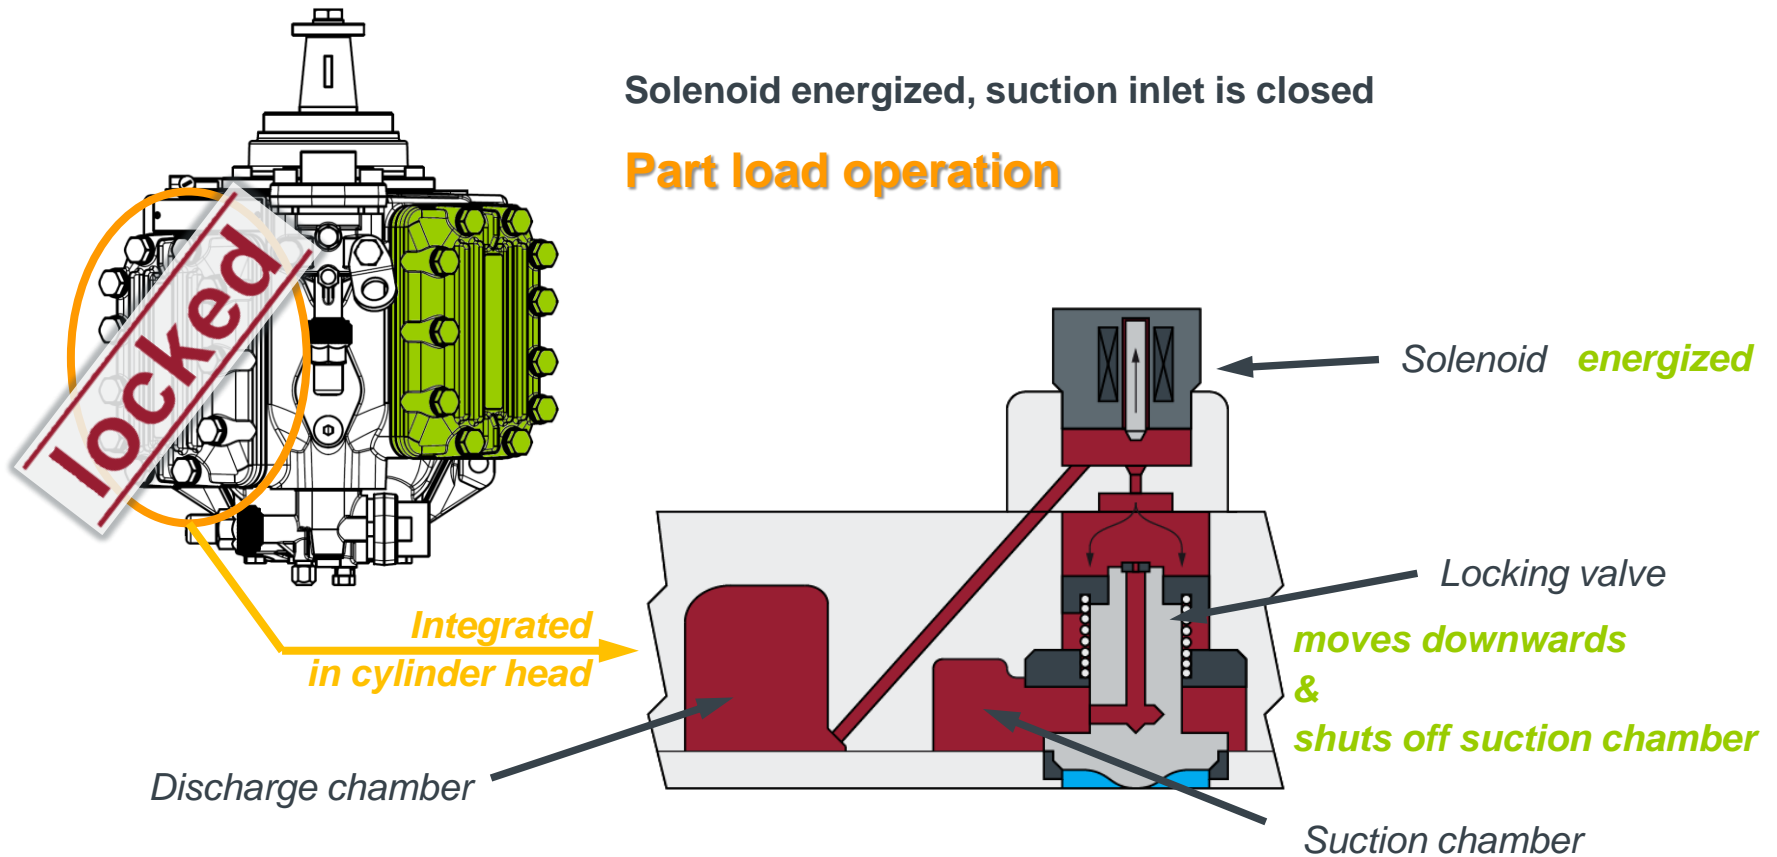 Solenoid energized, suction inlet is closed
Part load operation
locked
Solenoid energized
Locking valve
Integrated
in cylinder head
moves downwards
&
shuts off suction chamber
Discharge chamber
Suction chamber